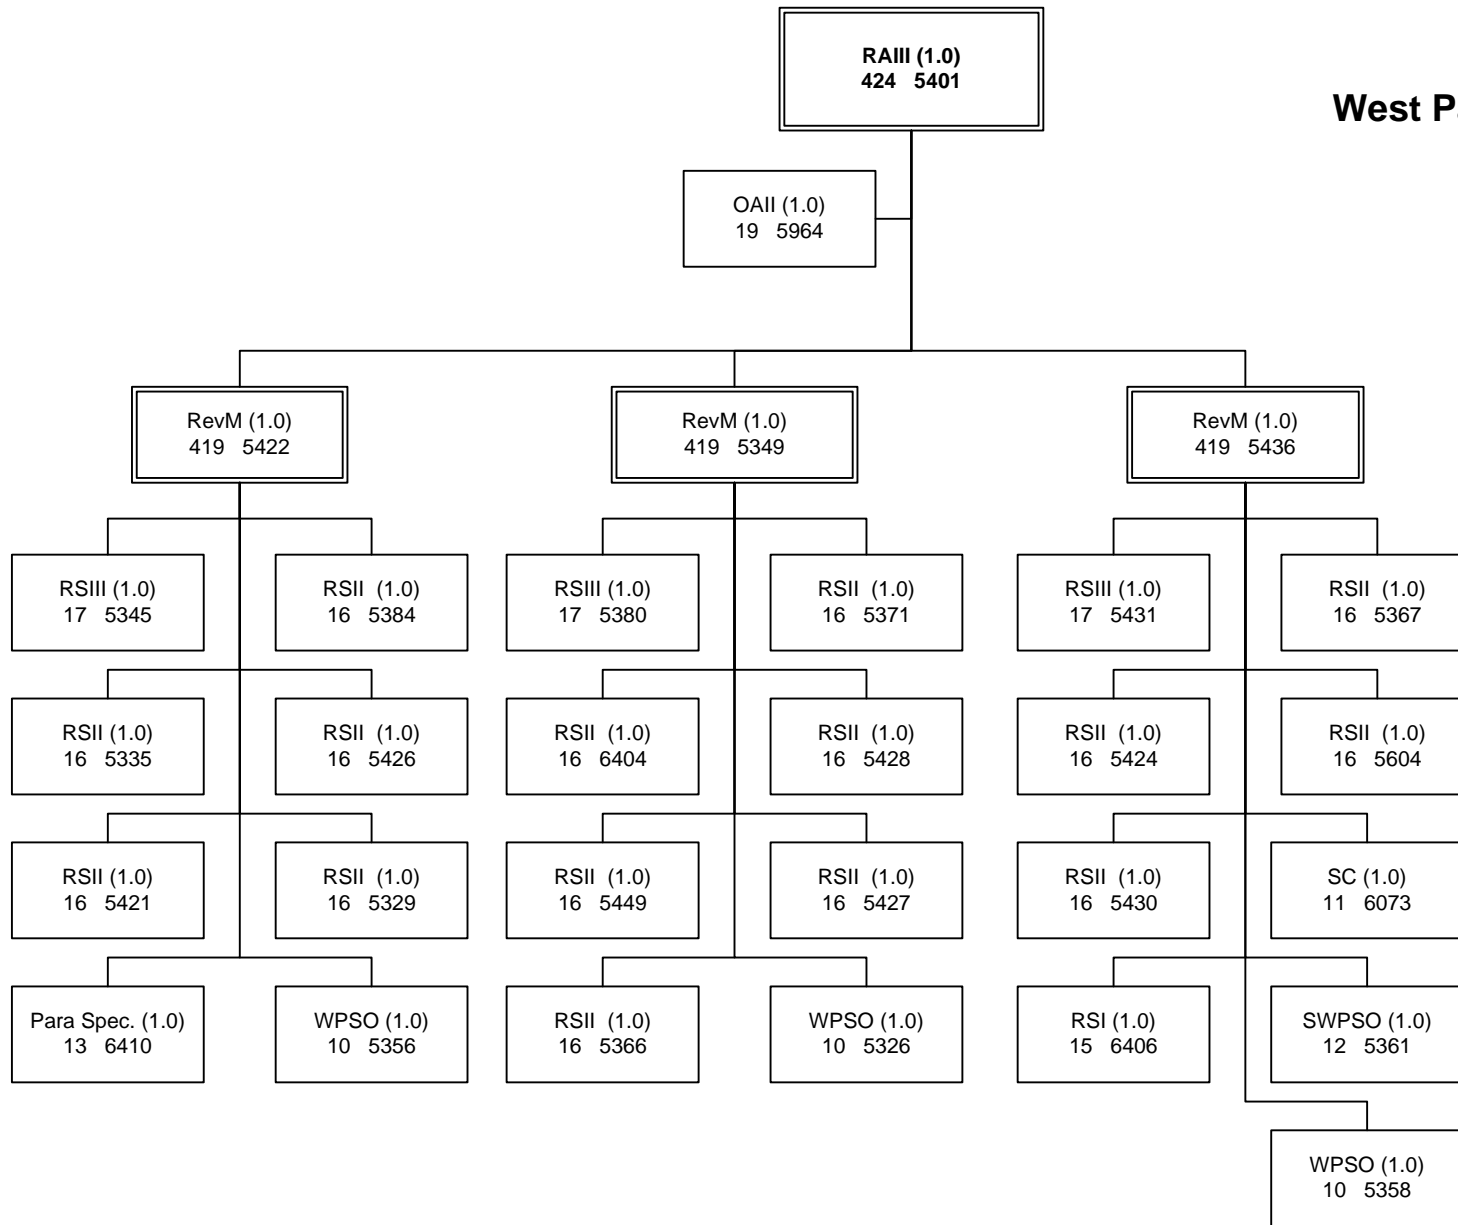 RAIII (1.0)
424 5401
West P
OAII (1.0)
19 5964
RevM (1.0)
419 5422
RevM (1.0)
419 5349
RevM (1.0)
419 5436
RSIII (1.0)
17 5345
RSII (1.0)
16 5384
RSIII (1.0)
17 5380
RSII (1.0)
16 5371
RSIII (1.0)
17 5431
RSII (1.0)
16 5367
RSII (1.0)
16 5335
RSII (1.0)
16 5426
RSII (1.0)
16 6404
RSII (1.0)
16 5428
RSII (1.0)
16 5424
RSII (1.0)
16 5604
RSII (1.0)
16 5421
RSII (1.0)
16 5329
RSII (1.0)
16 5449
RSII (1.0)
16 5427
RSII (1.0)
16 5430
SC (1.0)
11 6073
Para Spec. (1.0)
13 6410
WPSO (1.0)
10 5356
RSII (1.0)
16 5366
WPSO (1.0)
10 5326
RSI (1.0)
15 6406
SWPSO (1.0)
12 5361
WPSO (1.0)
10 5358